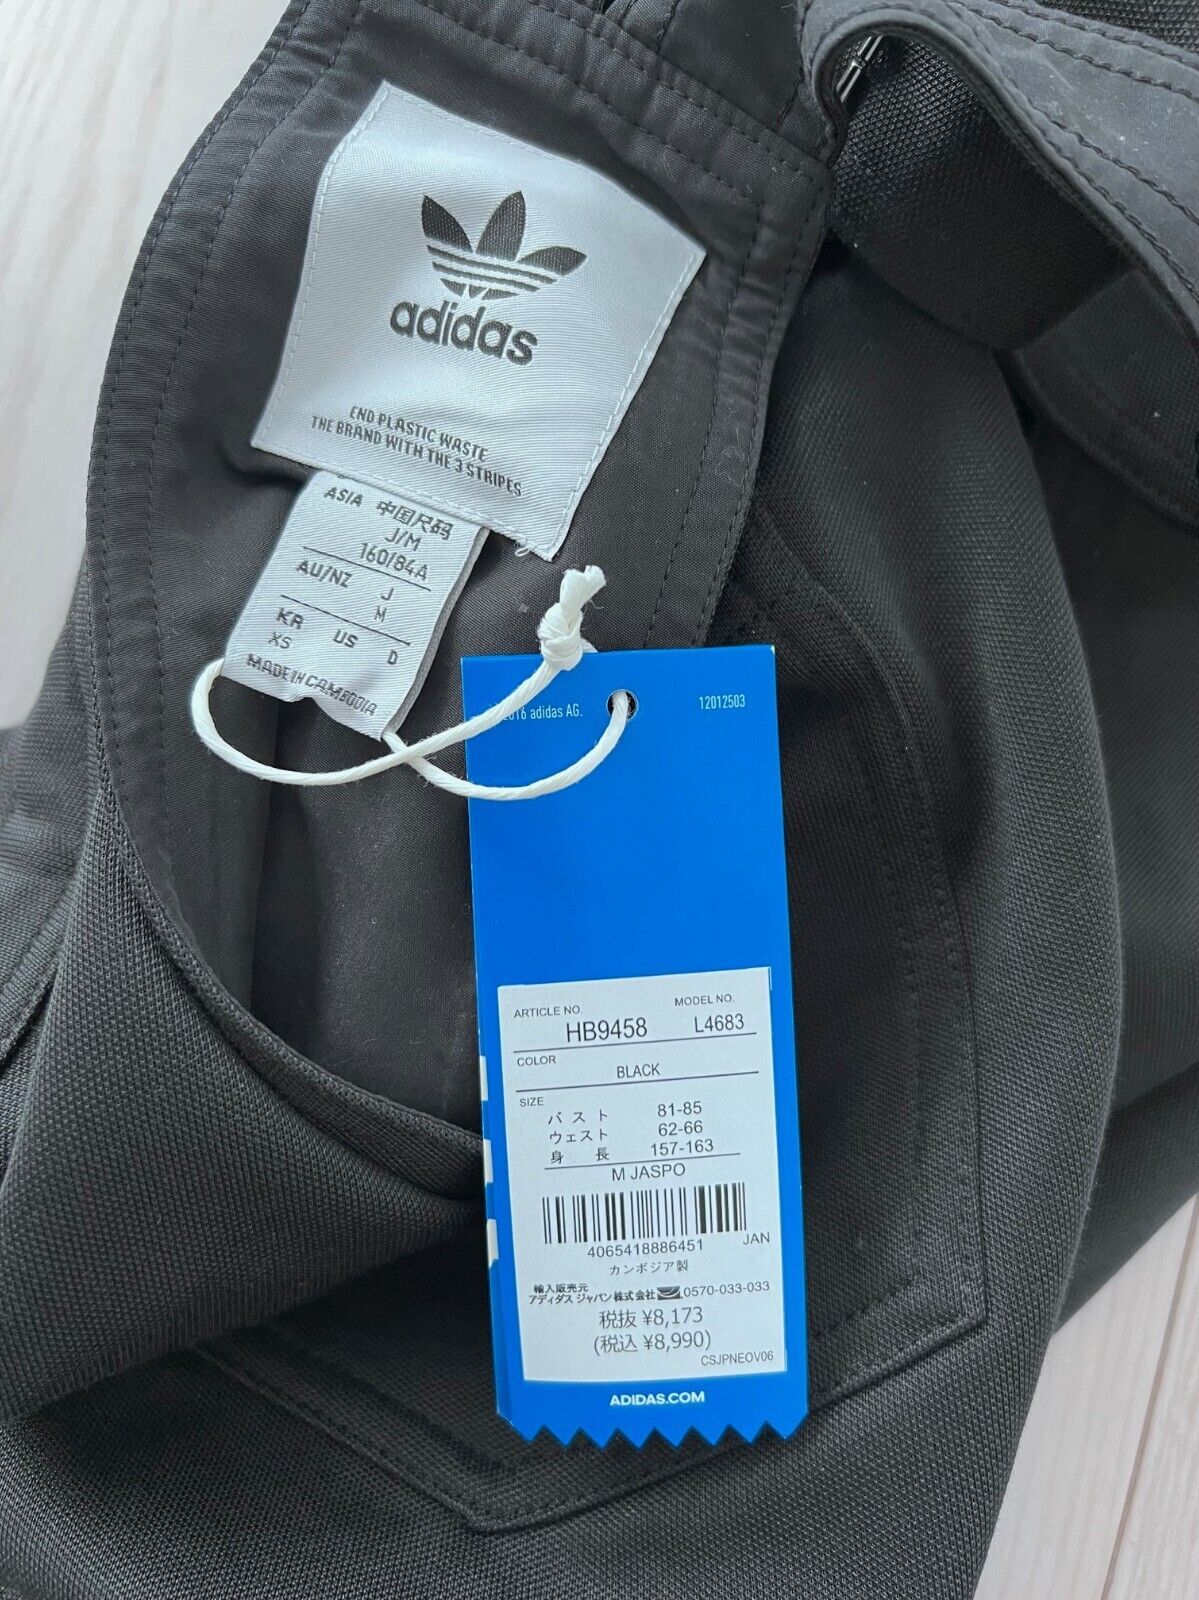 adidas
END PLASTIC WASTE
THE BRAND WITH THE 3 STRIPES
ASIA 中国尺码
J/M
160/84A
AU/NZ J
M
KR US D
XS
MADE IN CAMBODIA
2016 adidas AG. 12012503
ARTICLE NO. MODEL NO.
HB9458 L4683
COLOR
BLACK
SIZE
バスト 81-85
ウェスト 62-66
身長 157-163
M JASPO
4065418886451 JAN
カンボジア製
輸入販売元
アディダス ジャパン株式会社 0570-033-033
税抜 ¥8,173
(税込 ¥8,990)
CSJPNEOV06
ADIDAS.COM